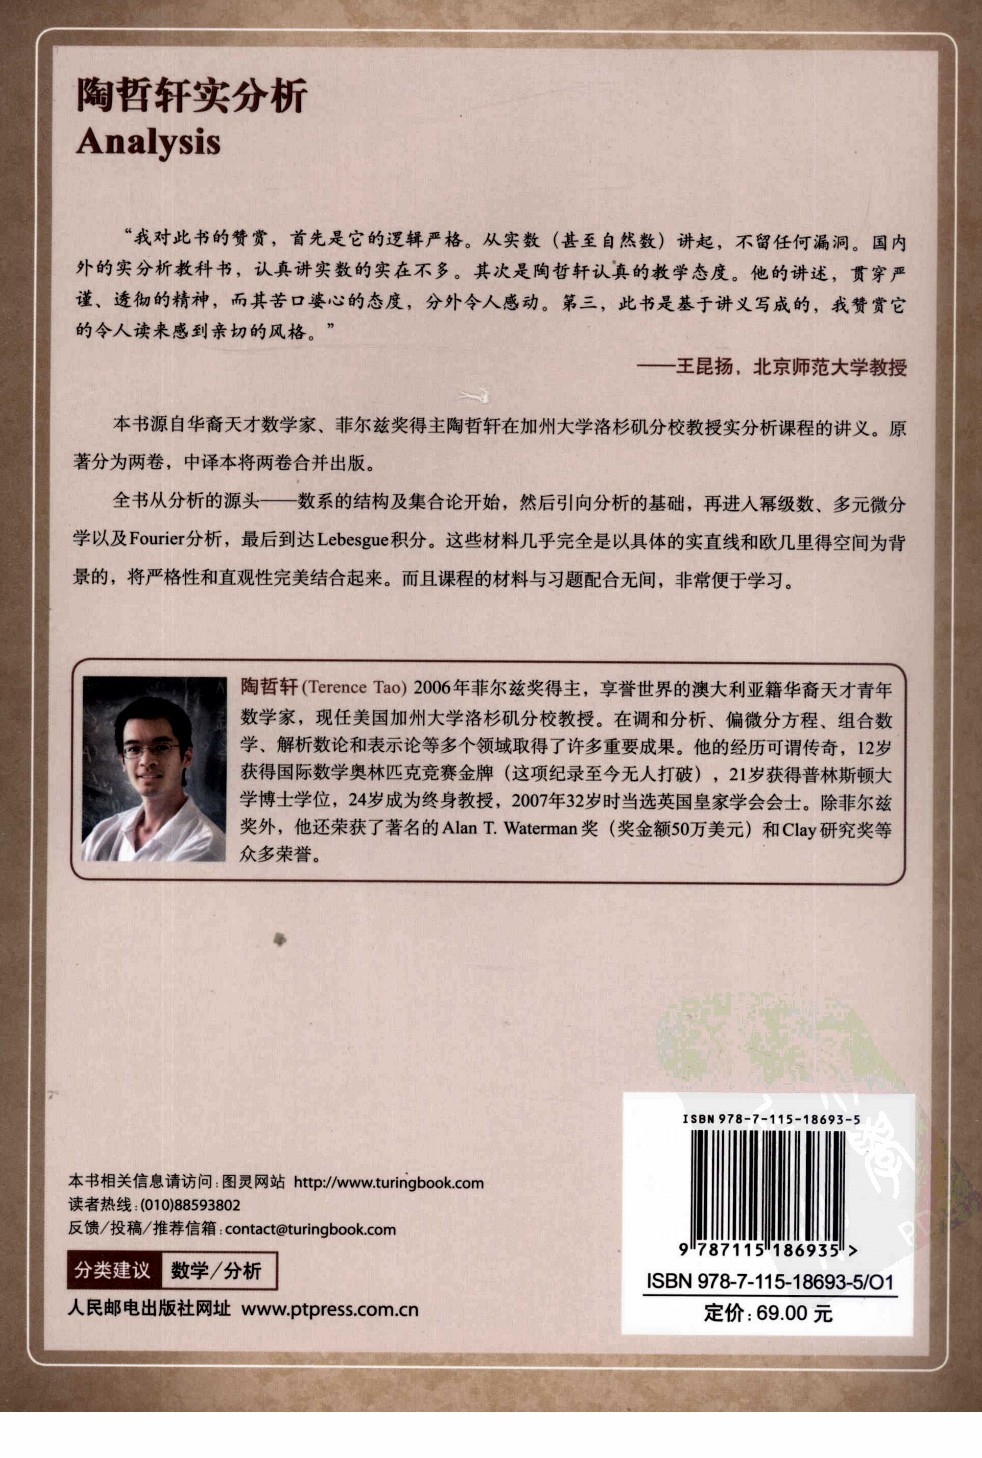 陶哲轩实分析
Analysis
“我对此书的赞赏，首先是它的逻辑严格。从实数（甚至自然数）讲起，不留任何漏洞。国内
外的实分析教科书，认真讲实数的实在不多。其次是陶哲轩认真的教学态度。他的讲述，贯穿严
谨、透彻的精神，而其苦口婆心的态度，分外令人感动。第三，此书是基于讲义写成的，我赞赏它
的令人读来感到亲切的风格。”
——王昆扬，北京师范大学教授
本书源自华裔天才数学家、菲尔兹奖得主陶哲轩在加州大学洛杉矶分校教授实分析课程的讲义。原
著分为两卷，中译本将两卷合并出版。
全书从分析的源头——数系的结构及集合论开始，然后引向分析的基础，再进入幂级数、多元微分
学以及Fourier分析，最后到达Lebesgue积分。这些材料几乎完全是以具体的实直线和欧几里得空间为背
景的，将严格性和直观性完美结合起来。而且课程的材料与习题配合无间，非常便于学习。
陶哲轩(Terence Tao) 2006年菲尔兹奖得主，享誉世界的澳大利亚籍华裔天才青年
数学家，现任美国加州大学洛杉矶分校教授。在调和分析、偏微分方程、组合数
学、解析数论和表示论等多个领域取得了许多重要成果。他的经历可谓传奇，12岁
获得国际数学奥林匹克竞赛金牌（这项纪录至今无人打破），21岁获得普林斯顿大
学博士学位，24岁成为终身教授，2007年32岁时当选英国皇家学会会士。除菲尔兹
奖外，他还荣获了著名的Alan T. Waterman奖（奖金额50万美元）和Clay研究奖等
众多荣誉。
ISBN 978-7-115-18693-5
9 787115 186935 >
ISBN 978-7-115-18693-5/O1
定价：69.00 元
本书相关信息请访问：图灵网站 http://www.turingbook.com
读者热线：(010)88593802
反馈/投稿/推荐信箱：contact@turingbook.com
分类建议 数学/分析
人民邮电出版社网址 www.ptpress.com.cn